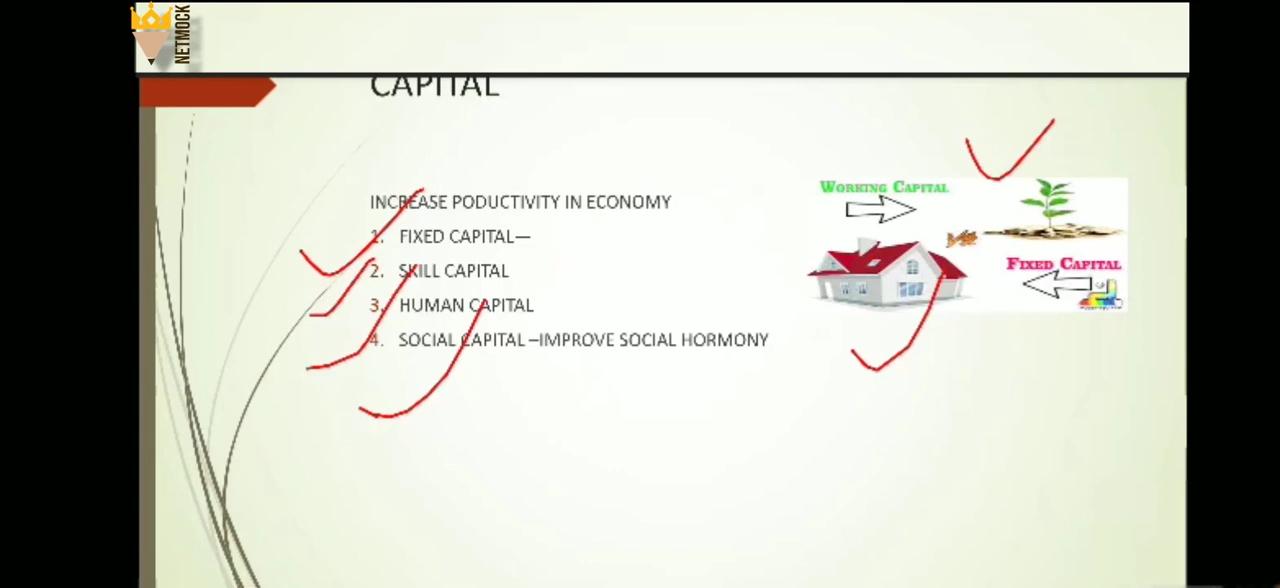 NETMOCK
CAPITAL
INCREASE PODUCTIVITY IN ECONOMY
1. FIXED CAPITAL—
2. SKILL CAPITAL
3. HUMAN CAPITAL
4. SOCIAL CAPITAL –IMPROVE SOCIAL HORMONY
WORKING CAPITAL
VS
FIXED CAPITAL